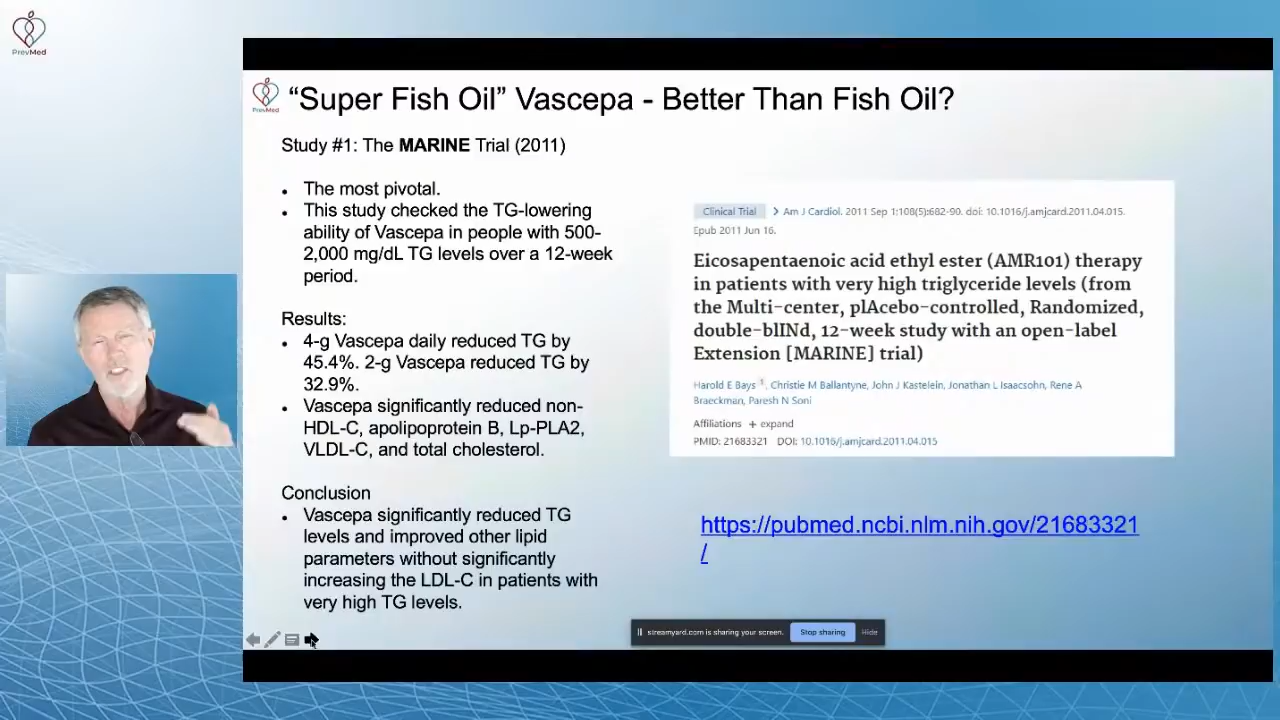 PrevMed
PrevMed
“Super Fish Oil” Vascepa - Better Than Fish Oil?
Study #1: The MARINE Trial (2011)
• The most pivotal.
• This study checked the TG-lowering
ability of Vascepa in people with 500-
2,000 mg/dL TG levels over a 12-week
period.
Results:
• 4-g Vascepa daily reduced TG by
45.4%. 2-g Vascepa reduced TG by
32.9%.
• Vascepa significantly reduced non-
HDL-C, apolipoprotein B, Lp-PLA2,
VLDL-C, and total cholesterol.
Conclusion
• Vascepa significantly reduced TG
levels and improved other lipid
parameters without significantly
increasing the LDL-C in patients with
very high TG levels.
Clinical Trial > Am J Cardiol. 2011 Sep 1;108(5):682-90. doi: 10.1016/j.amjcard.2011.04.015.
Epub 2011 Jun 16.
Eicosapentaenoic acid ethyl ester (AMR101) therapy
in patients with very high triglyceride levels (from
the Multi-center, plAcebo-controlled, Randomized,
double-blINd, 12-week study with an open-label
Extension [MARINE] trial)
Harold E Bays 1, Christie M Ballantyne, John J Kastelein, Jonathan L Isaacsohn, Rene A
Braeckman, Paresh N Soni
Affiliations + expand
PMID: 21683321 DOI: 10.1016/j.amjcard.2011.04.015
https://pubmed.ncbi.nlm.nih.gov/21683321
/
streamyard.com is sharing your screen. Stop sharing Hide